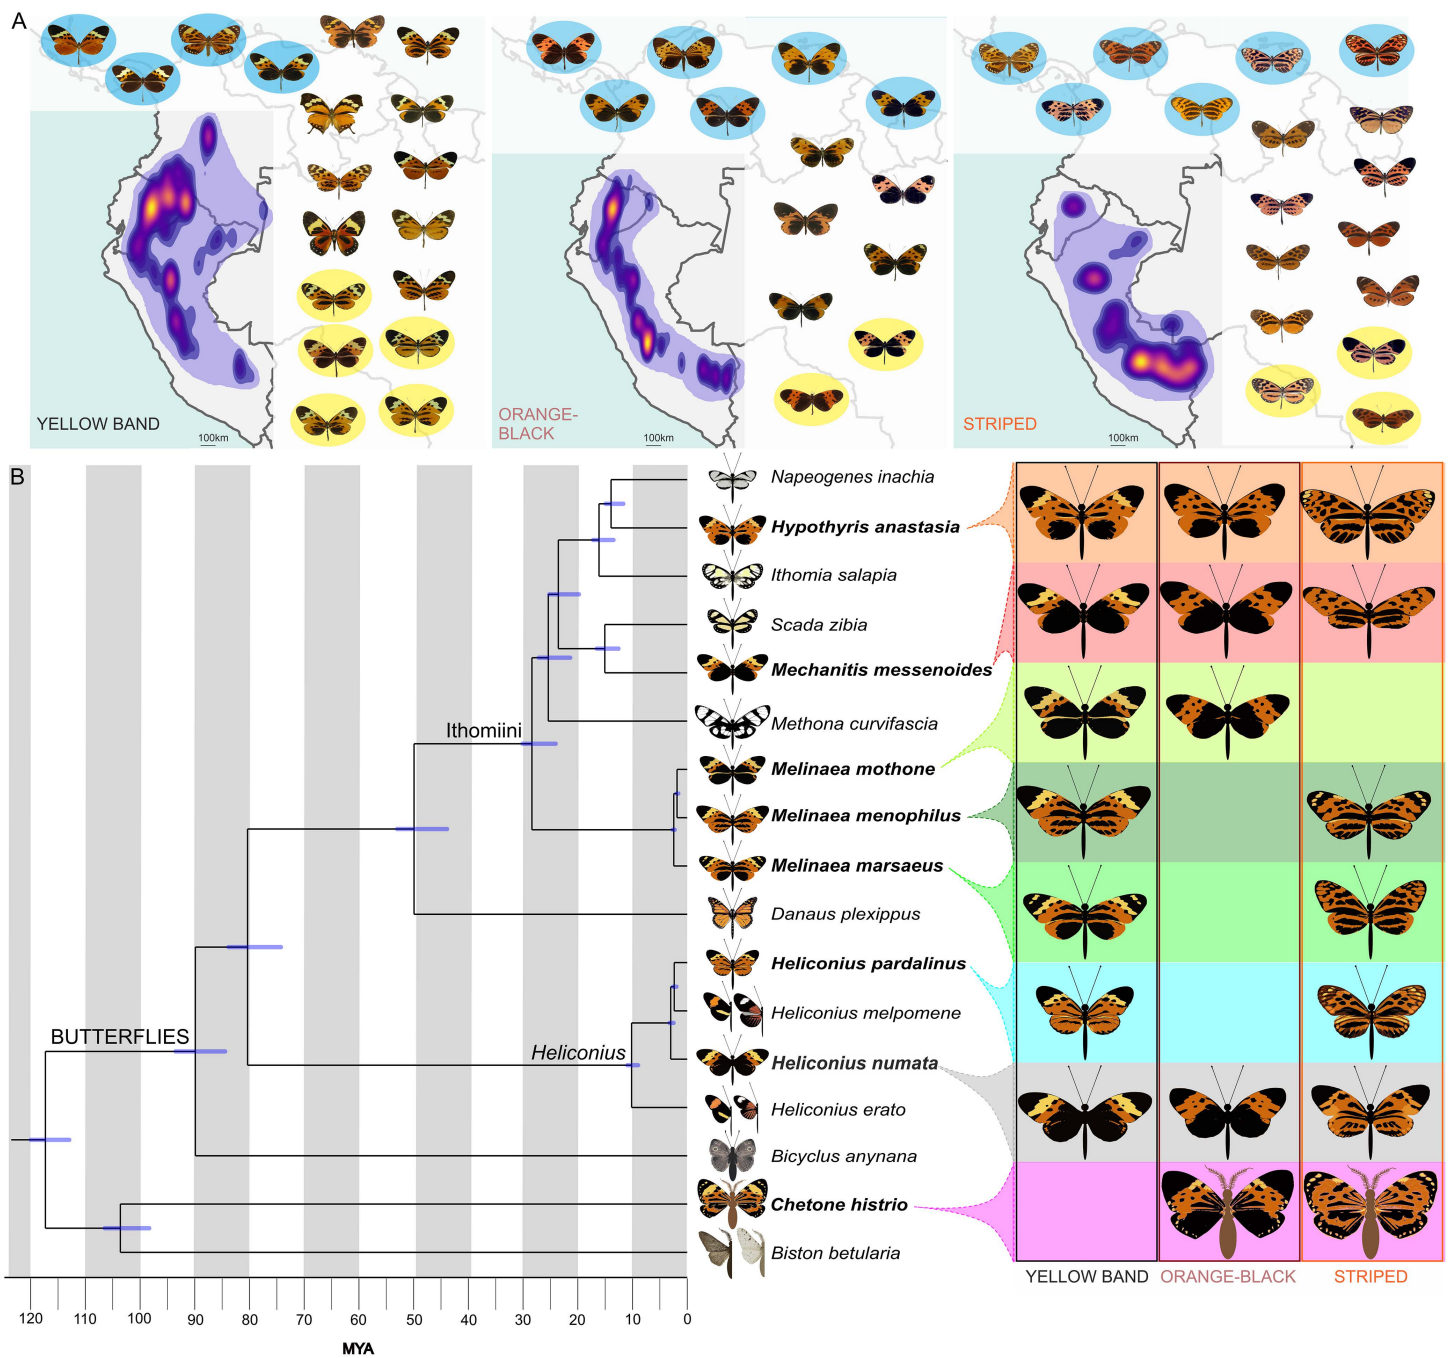 A
YELLOW BAND
100km
ORANGE-
BLACK
100km
STRIPED
100km
B
Napeogenes inachia
Hypothyris anastasia
Ithomia salapia
Scada zibia
Mechanitis messenoides
Methona curvifascia
Ithomiini
Melinaea mothone
Melinaea menophilus
Melinaea marsaeus
Danaus plexippus
Heliconius pardalinus
Heliconius melpomene
BUTTERFLIES
Heliconius
Heliconius numata
Heliconius erato
Bicyclus anynana
Chetone histrio
Biston betularia
YELLOW BAND ORANGE-BLACK STRIPED
120 110 100 90 80 70 60 50 40 30 20 10 0
MYA